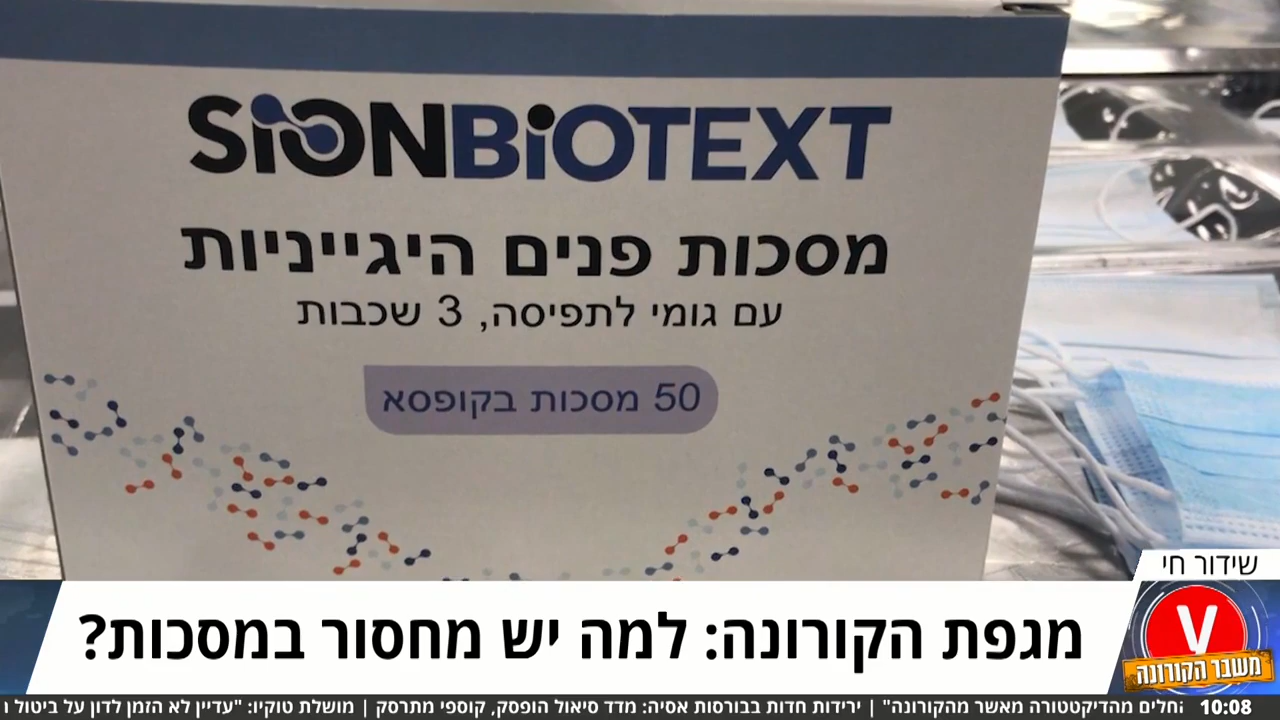 SiONBiOTEXT
מסכות פנים היגייניות
עם גומי לתפיסה, 3 שכבות
50 מסכות בקופסא
שידור חי
V
משבר הקורונה
מגפת הקורונה: למה יש מחסור במסכות?
10:08
מהדיקטטורה מאשר מהקורונה" | ירידות חדות בבורסות אסיה: מדד סיאול הופסק, קוספי מתרסק | מושלת טוקיו: "עדיין לא הזמן לדון על ביטול